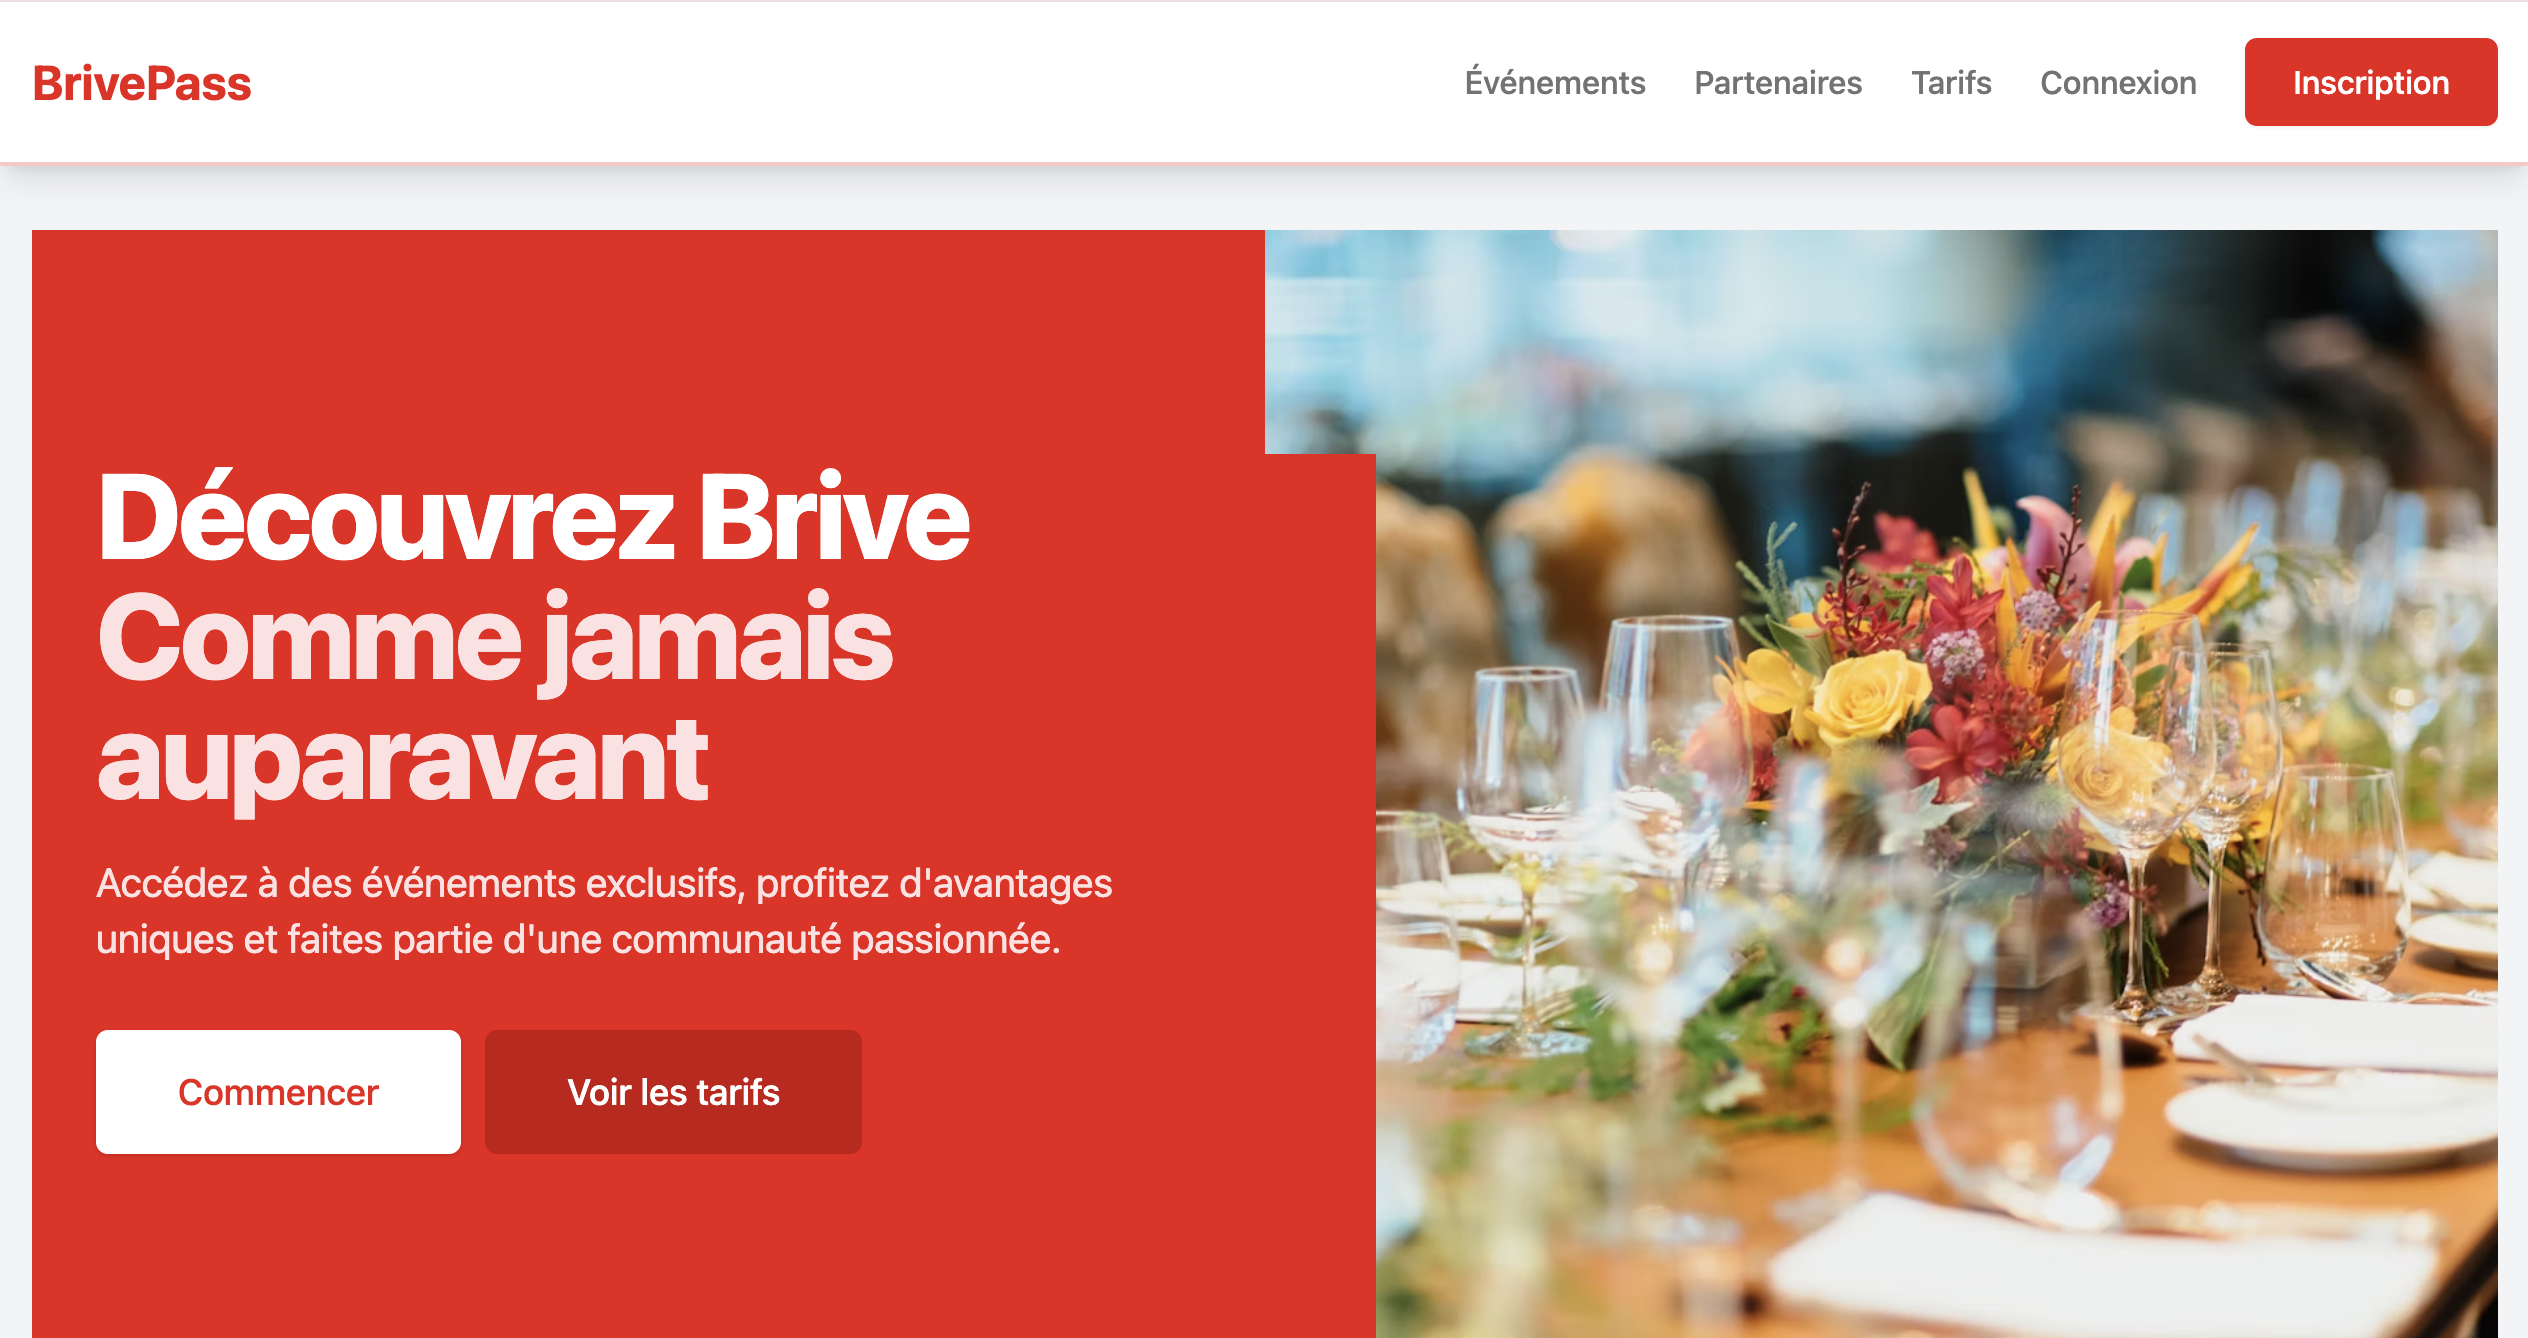 BrivePass
Événements
Partenaires
Tarifs
Connexion
Inscription
Découvrez Brive
Comme jamais
auparavant
Accédez à des événements exclusifs, profitez d'avantages
uniques et faites partie d'une communauté passionnée.
Commencer
Voir les tarifs